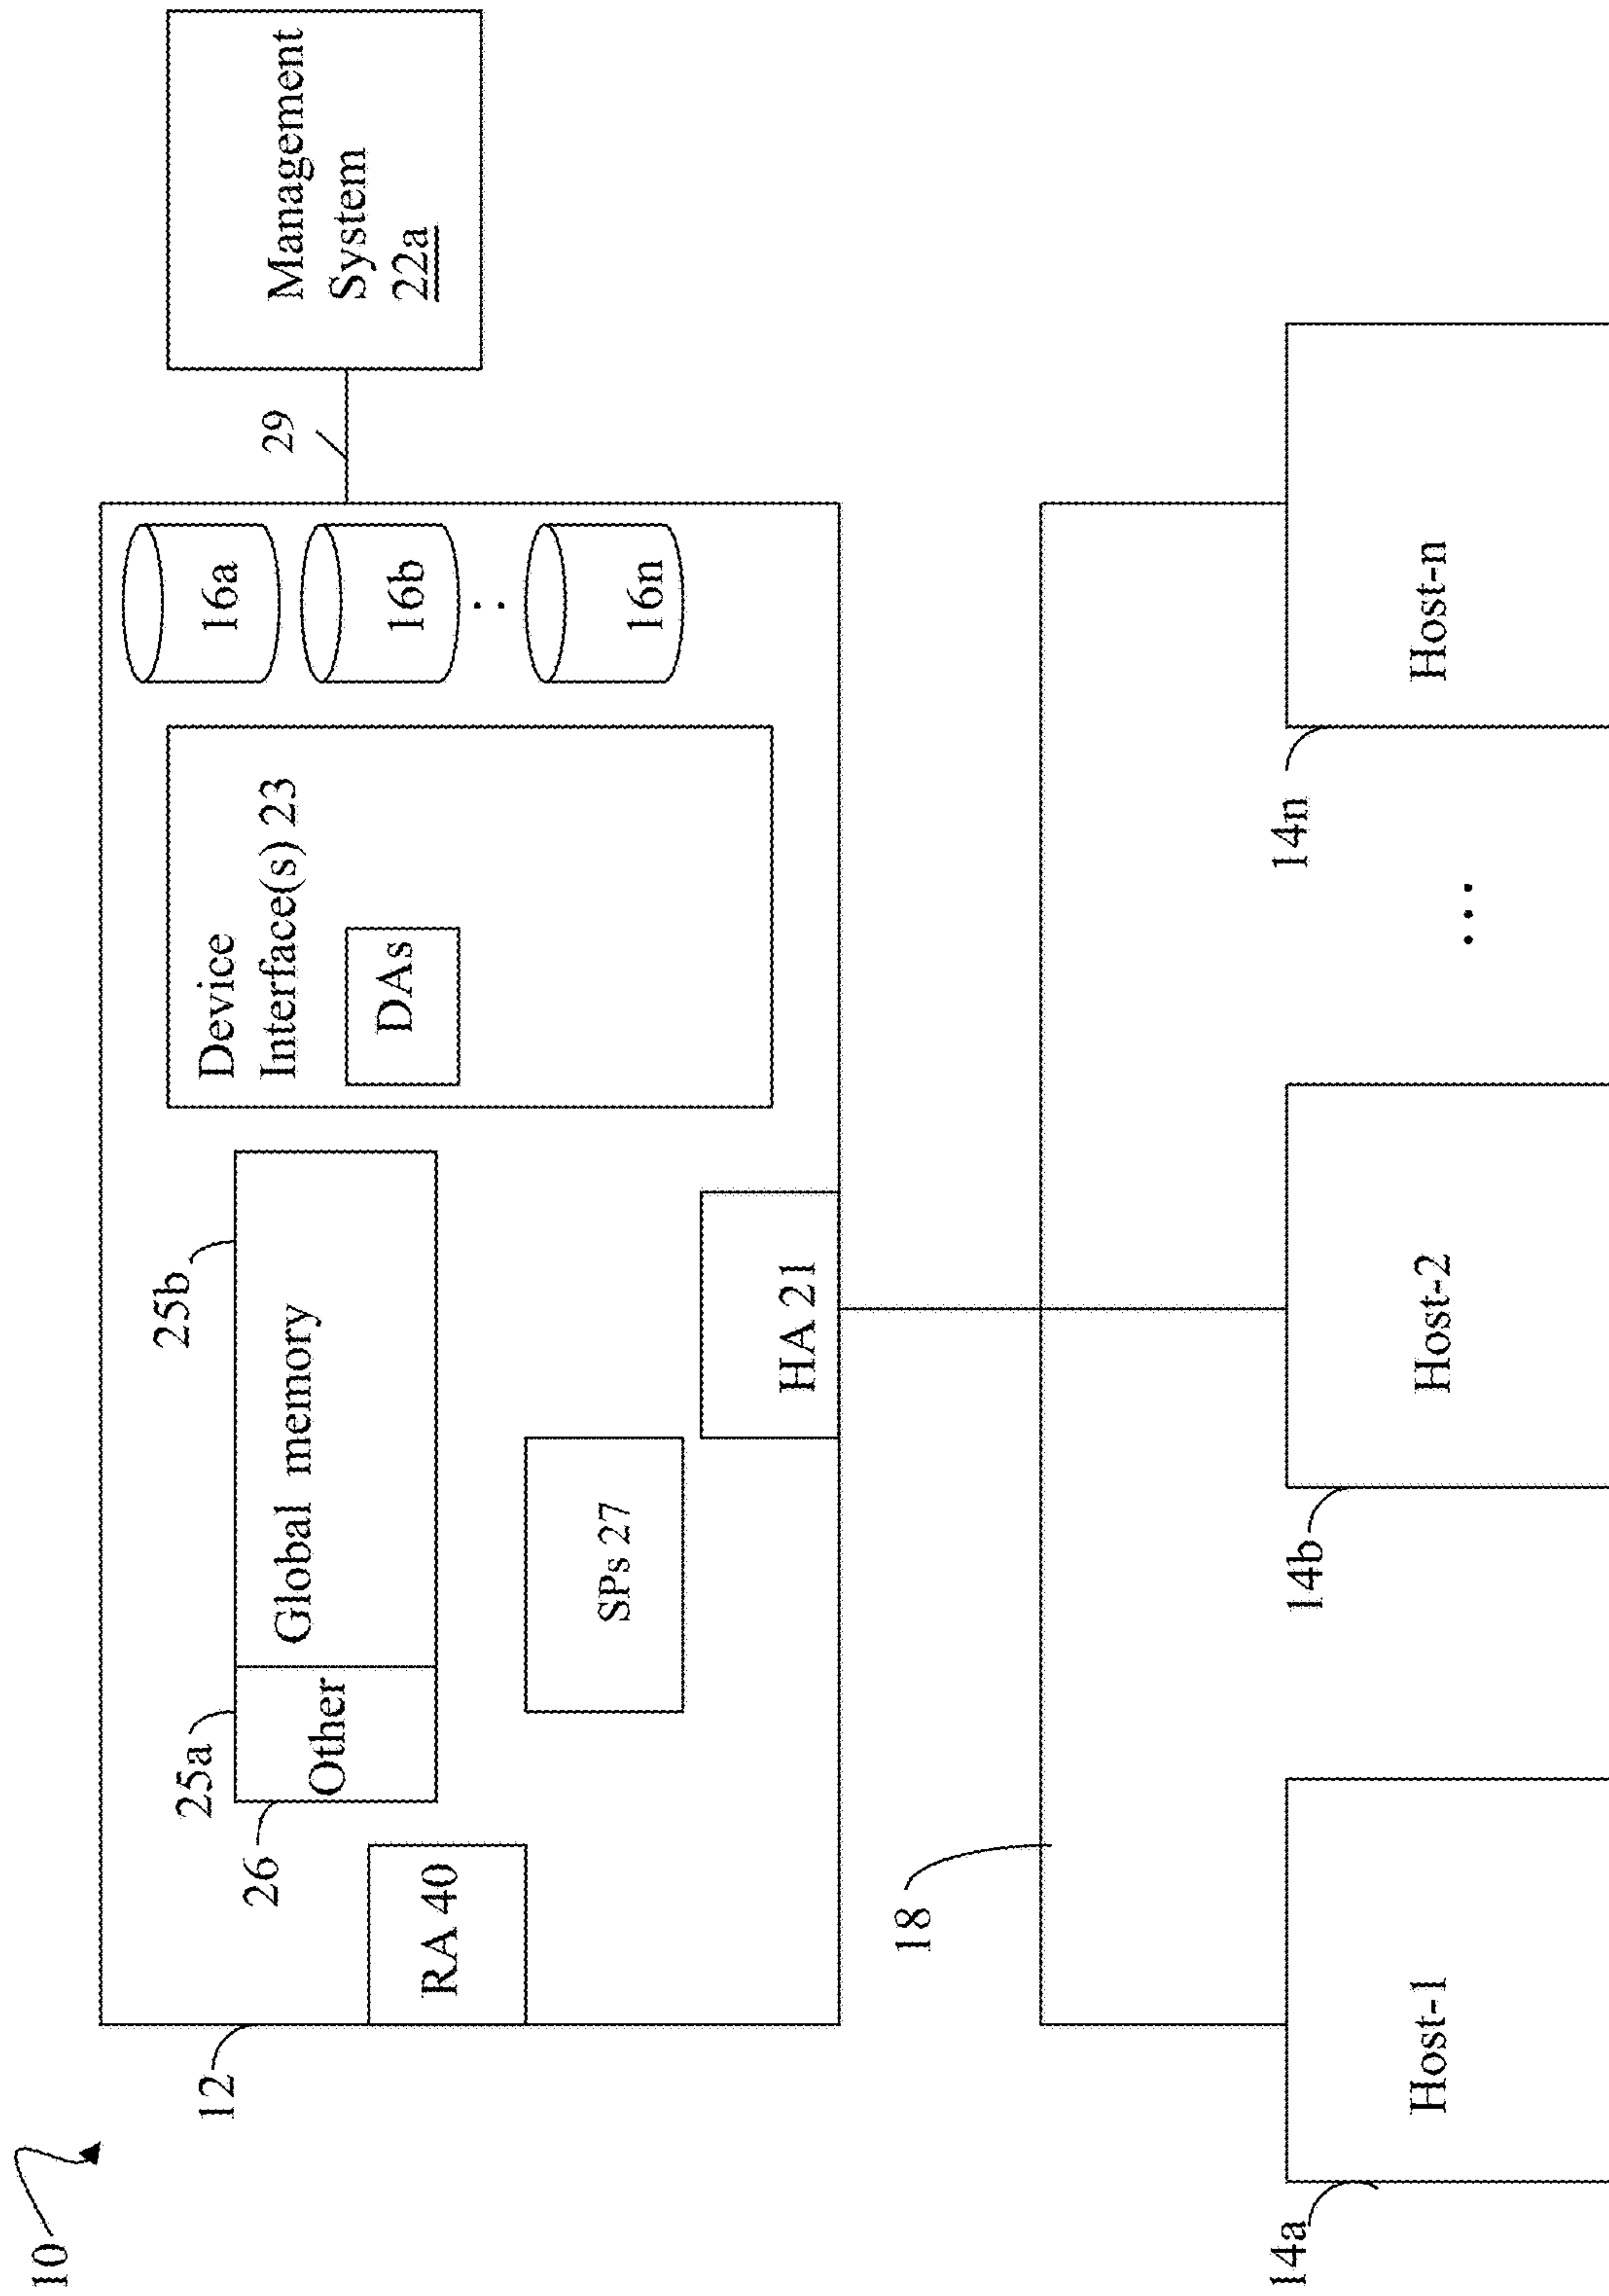 10
12
RA 40
26
25a
Other
Global memory
25b
SPs 27
HA 21
Device
Interface(s) 23
DAs
16a
16b
16n
29
Management
System
22a
18
14a
Host-1
14b
Host-2
...
14n
Host-n